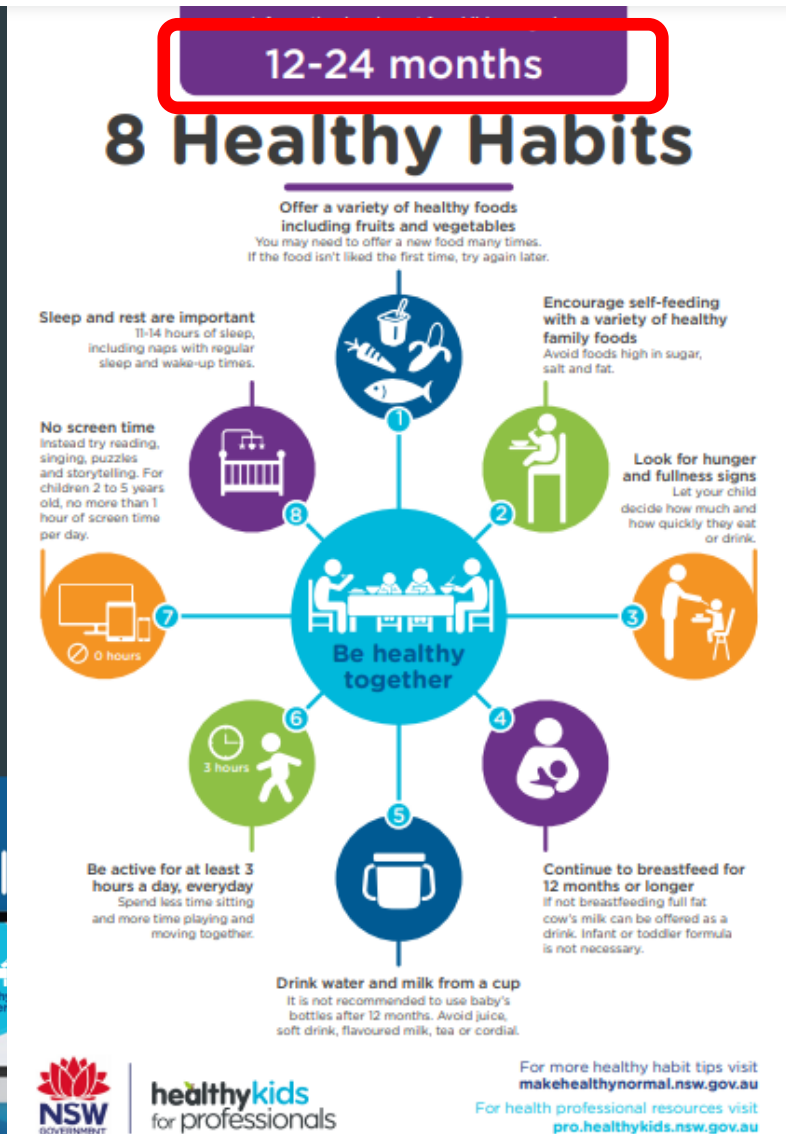 12-24 months
8 Healthy Habits
Offer a variety of healthy foods
including fruits and vegetables
You may need to offer a new food many times.
If the food isn't liked the first time, try again later.
1
Encourage self-feeding
with a variety of healthy
family foods
Avoid foods high in sugar,
salt and fat.
2
Look for hunger
and fullness signs
Let your child
decide how much and
how quickly they eat
or drink.
3
Continue to breastfeed for
12 months or longer
If not breastfeeding full fat
cow's milk can be offered as a
drink. Infant or toddler formula
is not necessary.
4
Drink water and milk from a cup
It is not recommended to use baby's
bottles after 12 months. Avoid juice,
soft drink, flavoured milk, tea or cordial.
5
Be active for at least 3
hours a day, everyday
Spend less time sitting
and more time playing and
moving together.
3 hours
6
No screen time
Instead try reading,
singing, puzzles
and storytelling. For
children 2 to 5 years
old, no more than 1
hour of screen time
per day.
0 hours
7
Sleep and rest are important
11-14 hours of sleep,
including naps with regular
sleep and wake-up times.
8
Be healthy
together
NSW
GOVERNMENT
healthykids
for professionals
For more healthy habit tips visit
makehealthynormal.nsw.gov.au
For health professional resources visit
pro.healthykids.nsw.gov.au